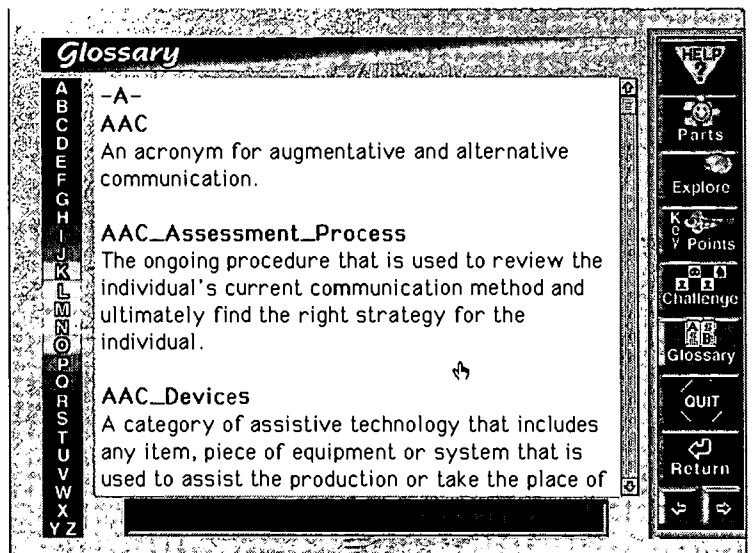 Glossary
A
B
C
D
E
F
G
H
I
J
K
L
M
N
O
P
Q
R
S
T
U
V
W
X
Y Z
-A-
AAC
An acronym for augmentative and alternative
communication.
AAC_Assessment_Process
The ongoing procedure that is used to review the
individual's current communication method and
ultimately find the right strategy for the
individual.
AAC_Devices
A category of assistive technology that includes
any item, piece of equipment or system that is
used to assist the production or take the place of
HELP
?
Parts
Explore
Key Points
Challenge
Glossary
QUIT
Return